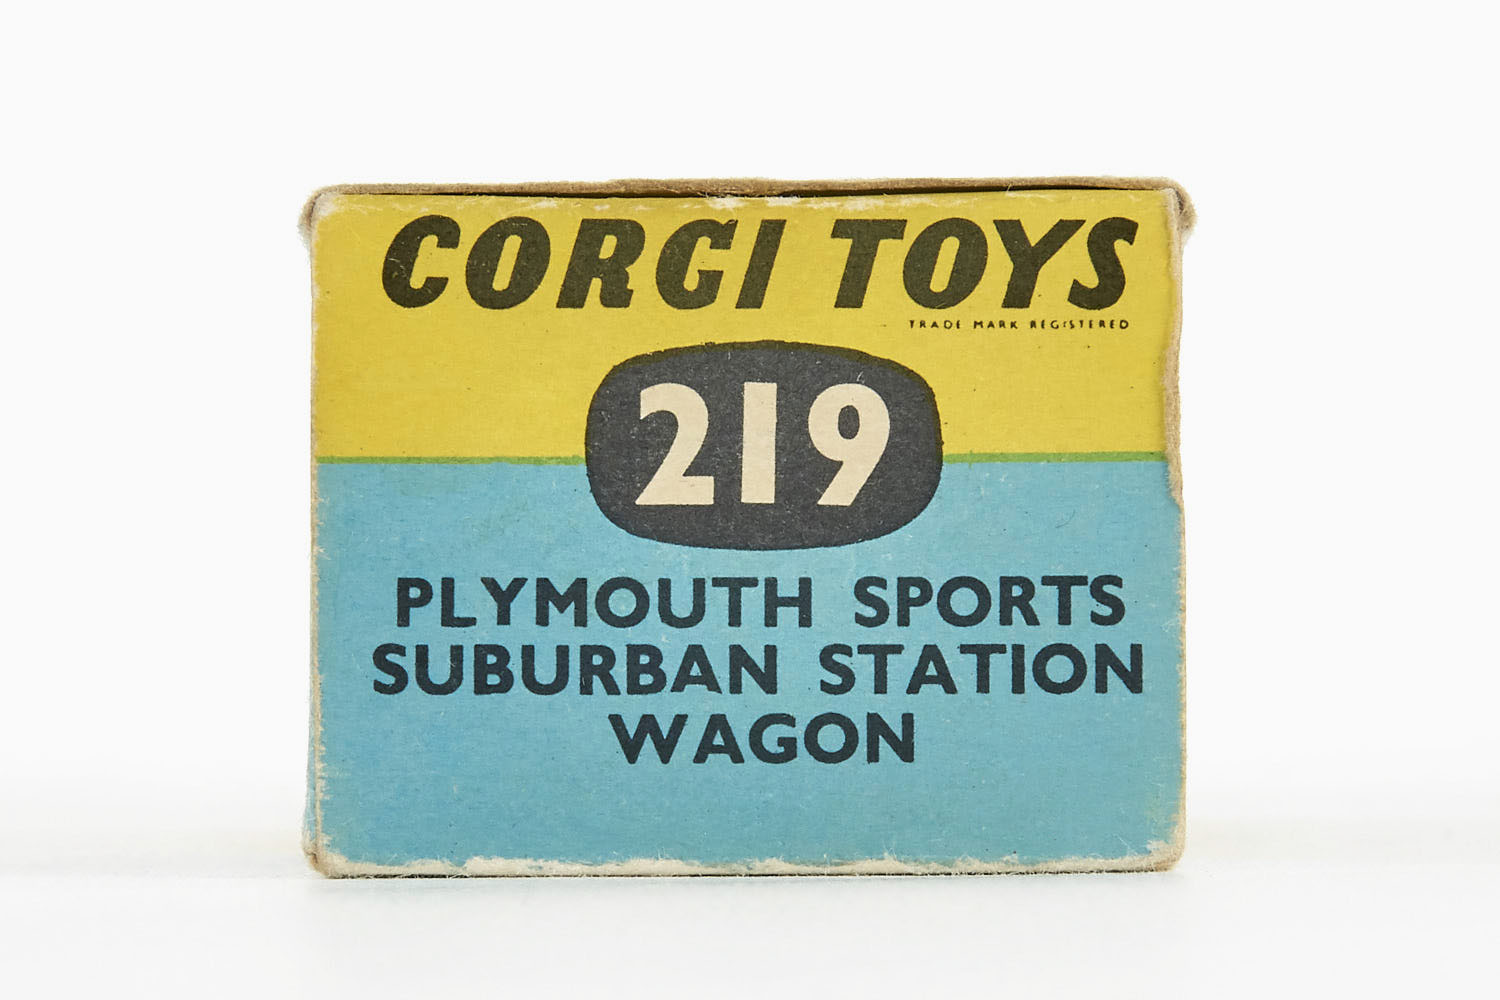 CORGI TOYS
TRADE MARK REGISTERED
219
PLYMOUTH SPORTS
SUBURBAN STATION
WAGON